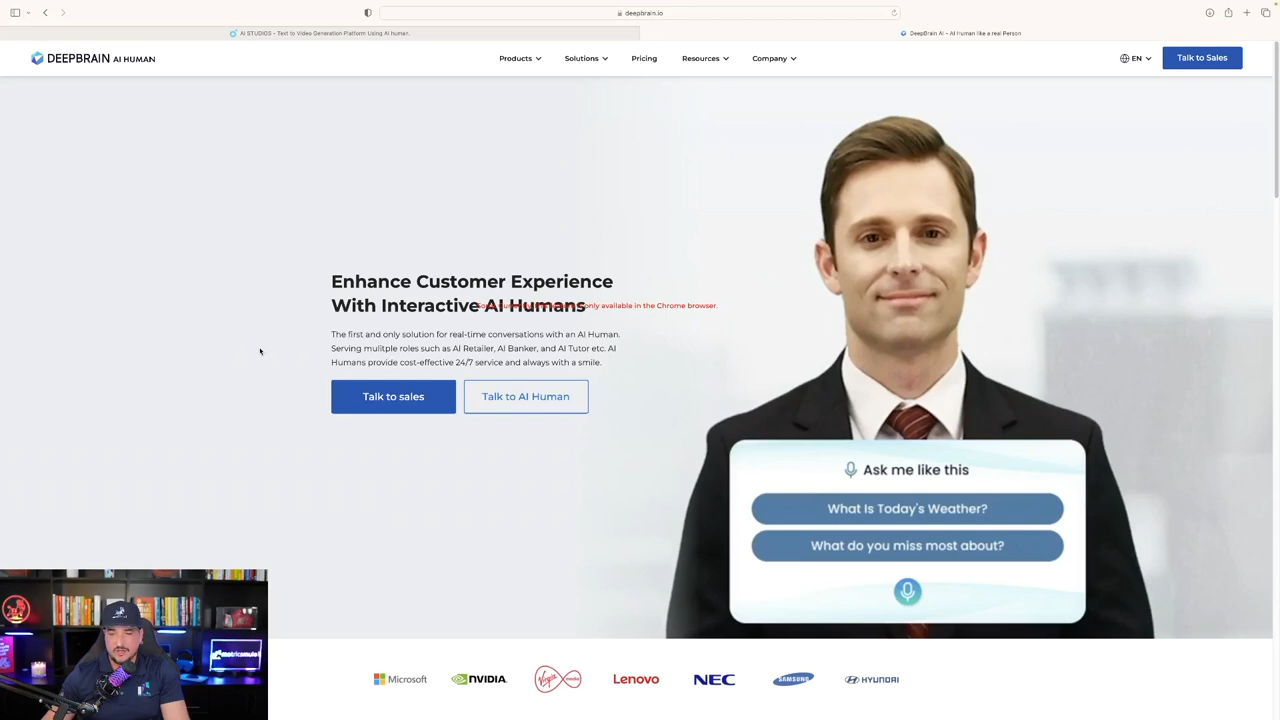 deepbrain.io
AI STUDIOS - Text to Video Generation Platform Using AI human.
DeepBrain AI - AI Human like a real Person
DEEPBRAIN AI HUMAN
Products
Solutions
Pricing
Resources
Company
EN
Talk to Sales
Enhance Customer Experience
With Interactive AI Humans
only available in the Chrome browser.
The first and only solution for real-time conversations with an AI Human.
Serving mulitple roles such as AI Retailer, AI Banker, and AI Tutor etc. AI
Humans provide cost-effective 24/7 service and always with a smile.
Talk to sales
Talk to AI Human
Ask me like this
What Is Today's Weather?
What do you miss most about?
Microsoft
NVIDIA.
Virgin media
Lenovo
NEC
SAMSUNG
HYUNDAI